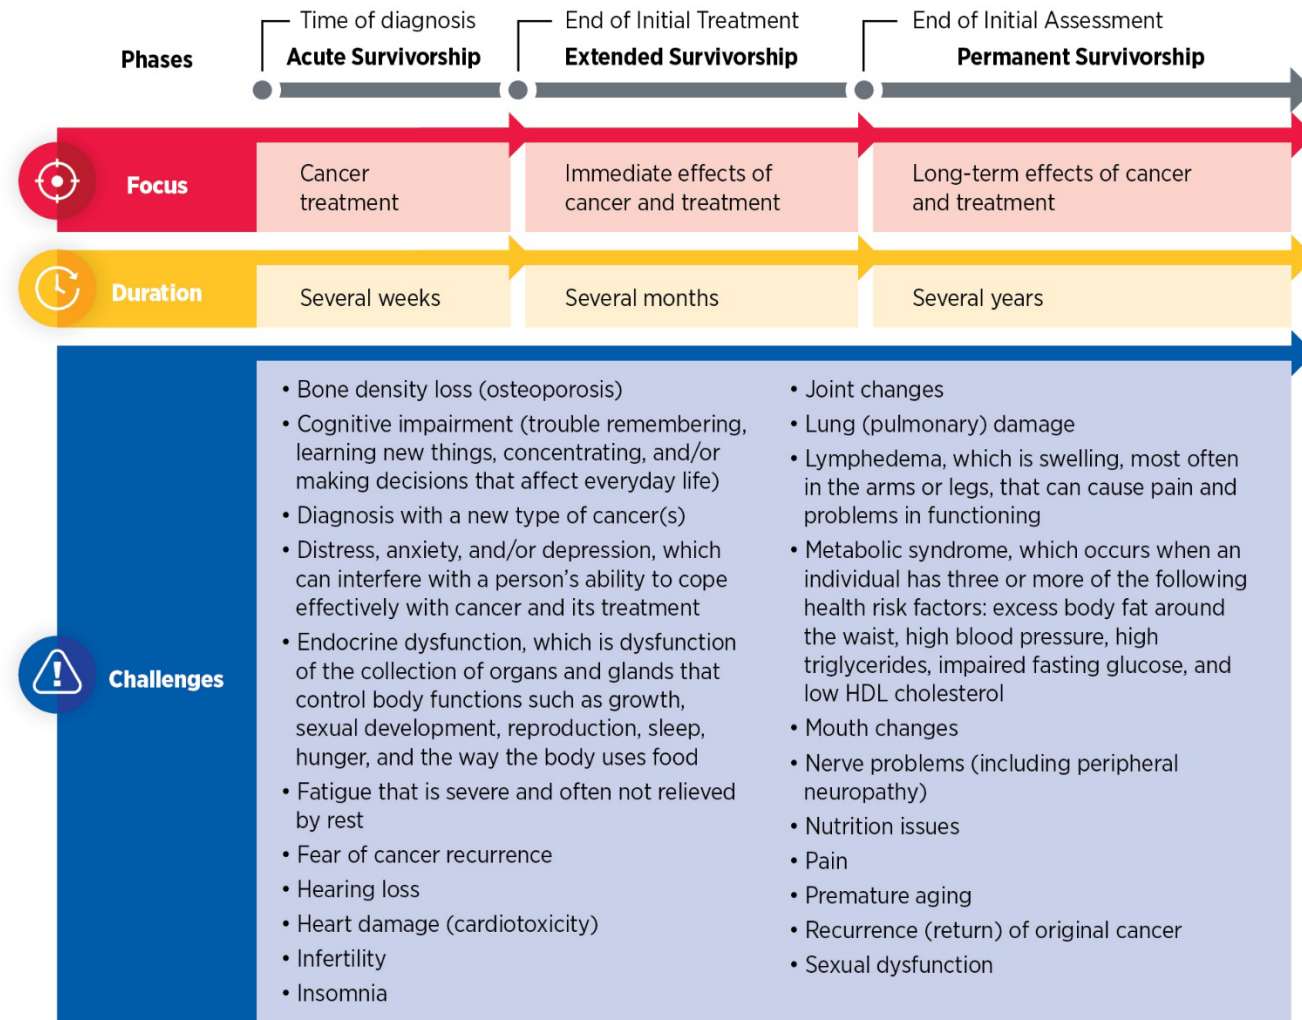 Phases
Time of diagnosis
Acute Survivorship
End of Initial Treatment
Extended Survivorship
End of Initial Assessment
Permanent Survivorship
Focus
Cancer
treatment
Immediate effects of
cancer and treatment
Long-term effects of cancer
and treatment
Duration
Several weeks
Several months
Several years
Challenges
• Bone density loss (osteoporosis)
• Cognitive impairment (trouble remembering,
learning new things, concentrating, and/or
making decisions that affect everyday life)
• Diagnosis with a new type of cancer(s)
• Distress, anxiety, and/or depression, which
can interfere with a person's ability to cope
effectively with cancer and its treatment
• Endocrine dysfunction, which is dysfunction
of the collection of organs and glands that
control body functions such as growth,
sexual development, reproduction, sleep,
hunger, and the way the body uses food
• Fatigue that is severe and often not relieved
by rest
• Fear of cancer recurrence
• Hearing loss
• Heart damage (cardiotoxicity)
• Infertility
• Insomnia
• Joint changes
• Lung (pulmonary) damage
• Lymphedema, which is swelling, most often
in the arms or legs, that can cause pain and
problems in functioning
• Metabolic syndrome, which occurs when an
individual has three or more of the following
health risk factors: excess body fat around
the waist, high blood pressure, high
triglycerides, impaired fasting glucose, and
low HDL cholesterol
• Mouth changes
• Nerve problems (including peripheral
neuropathy)
• Nutrition issues
• Pain
• Premature aging
• Recurrence (return) of original cancer
• Sexual dysfunction